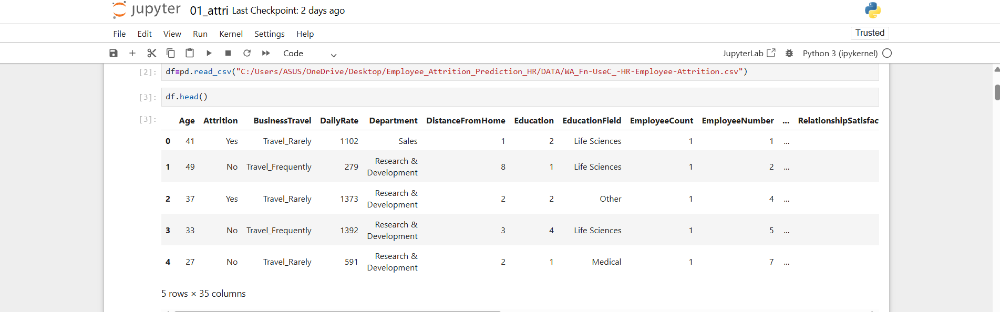 jupyter 01_attri Last Checkpoint: 2 days ago
File Edit View Run Kernel Settings Help Trusted
Code JupyterLab Python 3 (ipykernel)
[2]: df=pd.read_csv("C:/Users/ASUS/OneDrive/Desktop/Employee_Attrition_Prediction_HR/DATA/WA_Fn-UseC_-HR-Employee-Attrition.csv")
[3]: df.head()
[3]:
Age Attrition BusinessTravel DailyRate Department DistanceFromHome Education EducationField EmployeeCount EmployeeNumber ... RelationshipSatisfac
0 41 Yes Travel_Rarely 1102 Sales 1 2 Life Sciences 1 1 ...
1 49 No Travel_Frequently 279 Research & Development 8 1 Life Sciences 1 2 ...
2 37 Yes Travel_Rarely 1373 Research & Development 2 2 Other 1 4 ...
3 33 No Travel_Frequently 1392 Research & Development 3 4 Life Sciences 1 5 ...
4 27 No Travel_Rarely 591 Research & Development 2 1 Medical 1 7 ...
5 rows × 35 columns